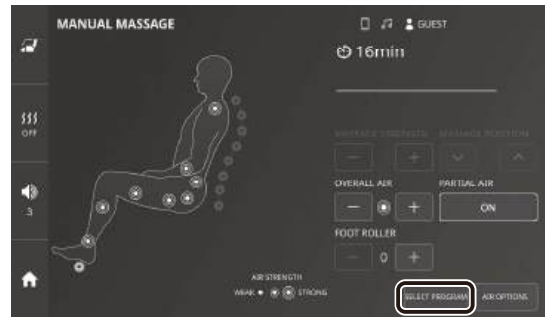 MANUAL MASSAGE
GUEST
16min
OFF
MASSAGE STRENGTH MASSAGE POSITION
3
OVERALL AIR PARTIAL AIR
ON
FOOT ROLLER
0
AIR STRENGTH
WEAK STRONG
SELECT PROGRAM AIR OPTIONS